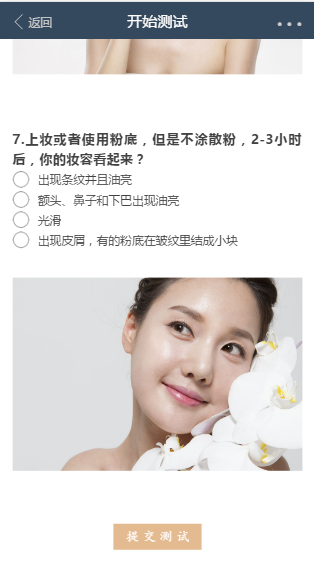 返回
开始测试
7.上妆或者使用粉底，但是不涂散粉，2-3小时
后，你的妆容看起来？
出现条纹并且油亮
额头、鼻子和下巴出现油亮
光滑
出现皮屑，有的粉底在皱纹里结成小块
提交测试